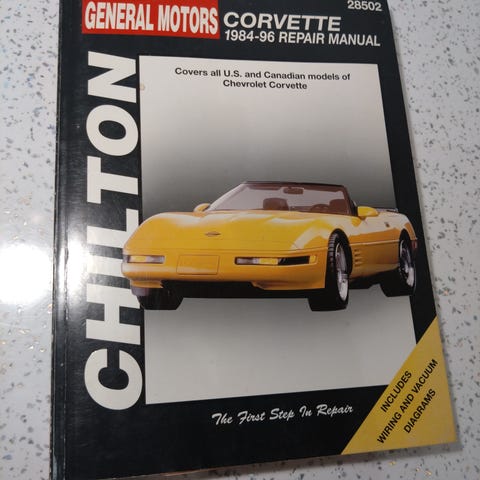 28502
GENERAL MOTORS
CORVETTE
1984-96 REPAIR MANUAL
Covers all U.S. and Canadian models of
Chevrolet Corvette
CHILTON
The First Step In Repair
INCLUDES
WIRING AND VACUUM
DIAGRAMS